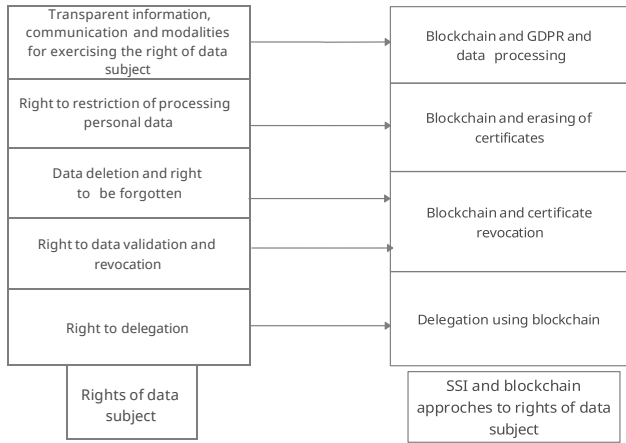 Transparent information,
communication and modalities
for exercising the right of data
subject
Right to restriction of processing
personal data
Data deletion and right
to be forgotten
Right to data validation and
revocation
Right to delegation
Rights of data
subject
Blockchain and GDPR and
data processing
Blockchain and erasing of
certificates
Blockchain and certificate
revocation
Delegation using blockchain
SSI and blockchain
approches to rights of data
subject